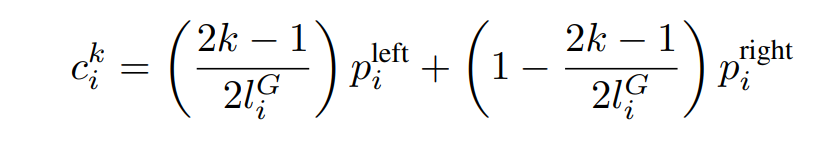 $c_i^k = \left( \frac{2k-1}{2l_i^G} \right) p_i^{\text{left}} + \left( 1 - \frac{2k-1}{2l_i^G} \right) p_i^{\text{right}}$